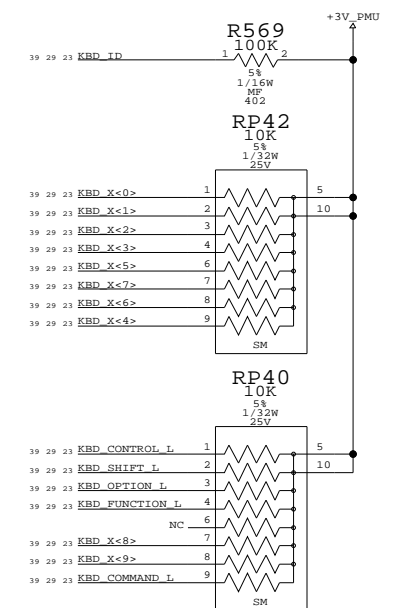 +3V_PMU
R569
100K
39 29 23 KBD_ID 1 2
5%
1/16W
MF
402
RP42
10K
5%
1/32W
25V
39 29 23 KBD_X<0> 1 5
39 29 23 KBD_X<1> 2 10
39 29 23 KBD_X<2> 3
39 29 23 KBD_X<3> 4
39 29 23 KBD_X<5> 6
39 29 23 KBD_X<7> 7
39 29 23 KBD_X<6> 8
39 29 23 KBD_X<4> 9
SM
RP40
10K
5%
1/32W
25V
39 29 23 KBD_CONTROL_L 1 5
39 29 23 KBD_SHIFT_L 2 10
39 29 23 KBD_OPTION_L 3
39 29 23 KBD_FUNCTION_L 4
NC 6
39 29 23 KBD_X<8> 7
39 29 23 KBD_X<9> 8
39 29 23 KBD_COMMAND_L 9
SM